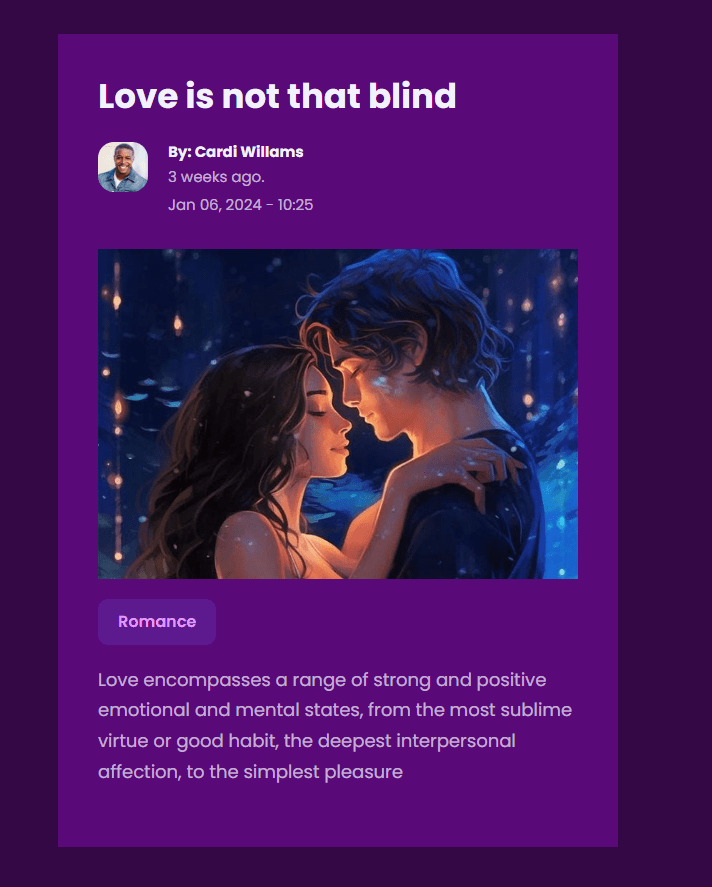 Love is not that blind
By: Cardi Willams
3 weeks ago.
Jan 06, 2024 - 10:25
Romance
Love encompasses a range of strong and positive
emotional and mental states, from the most sublime
virtue or good habit, the deepest interpersonal
affection, to the simplest pleasure